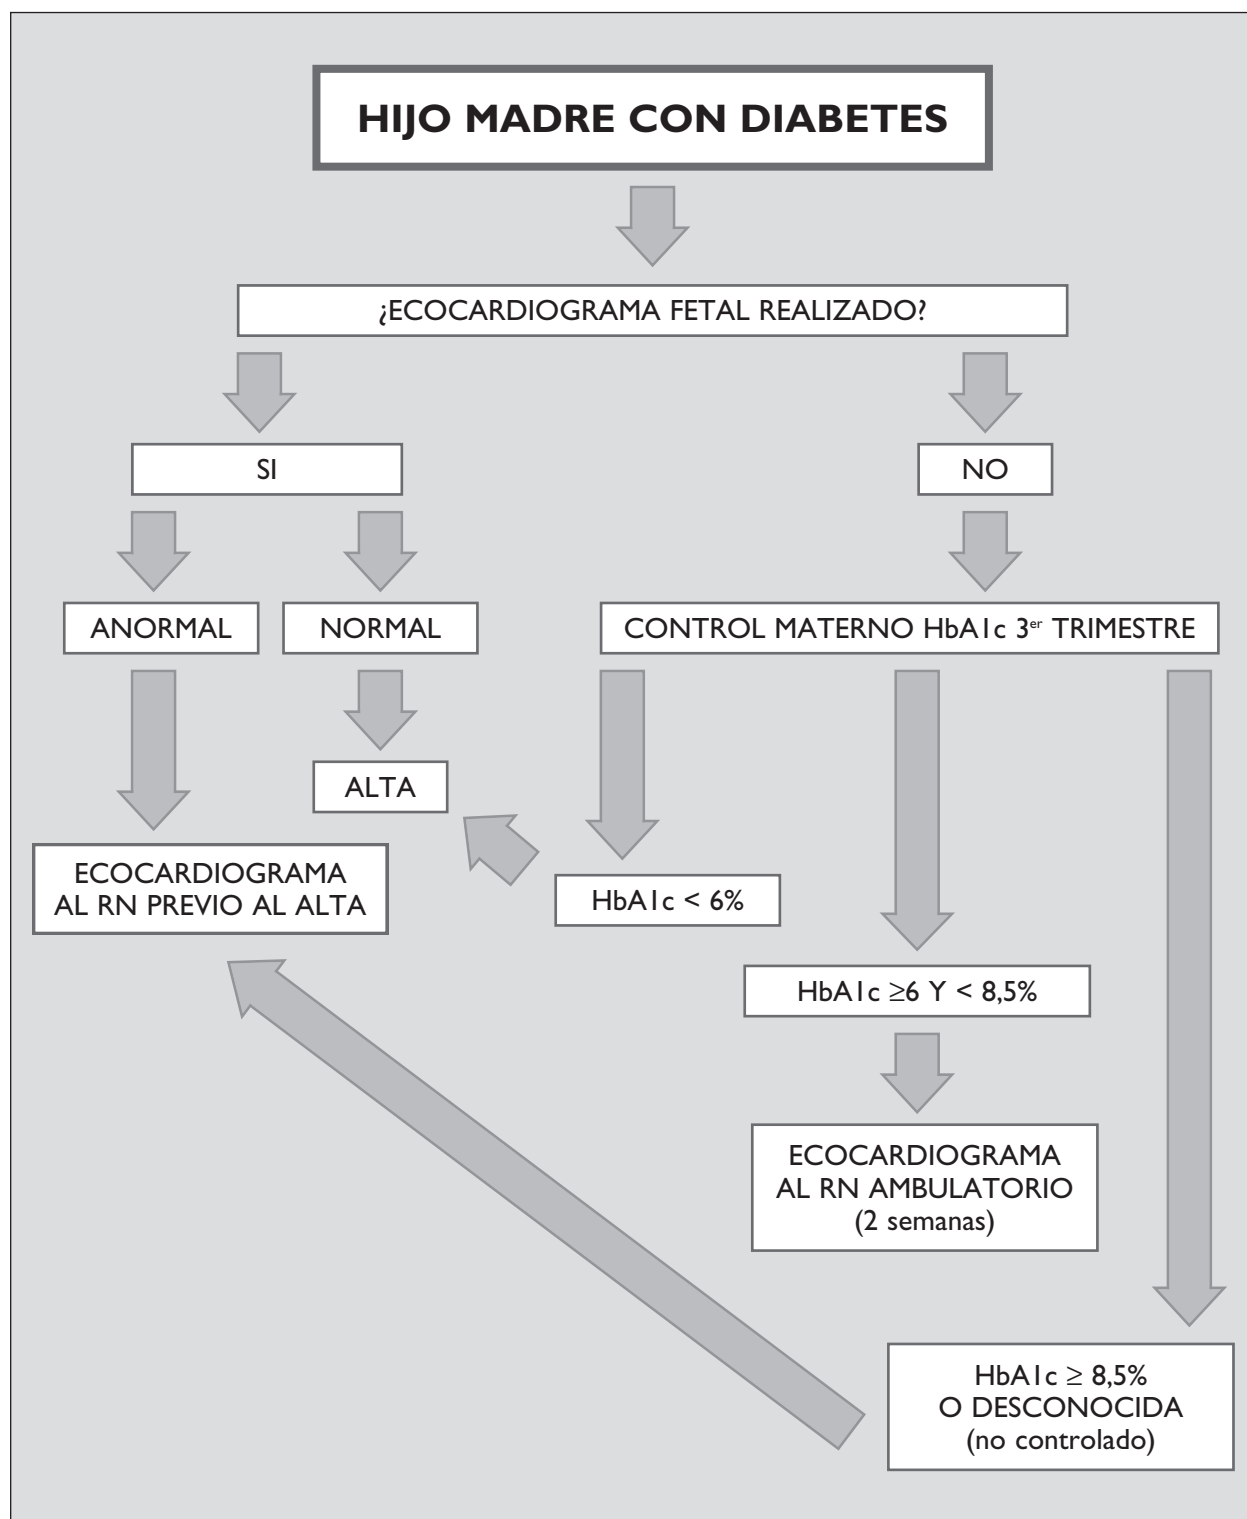 HIJO MADRE CON DIABETES
¿ECOCARDIOGRAMA FETAL REALIZADO?
SI
NO
ANORMAL
NORMAL
CONTROL MATERNO HbA1c 3er TRIMESTRE
ALTA
ECOCARDIOGRAMA
AL RN PREVIO AL ALTA
HbA1c < 6%
HbA1c ≥6 Y < 8,5%
ECOCARDIOGRAMA
AL RN AMBULATORIO
(2 semanas)
HbA1c ≥ 8,5%
O DESCONOCIDA
(no controlado)